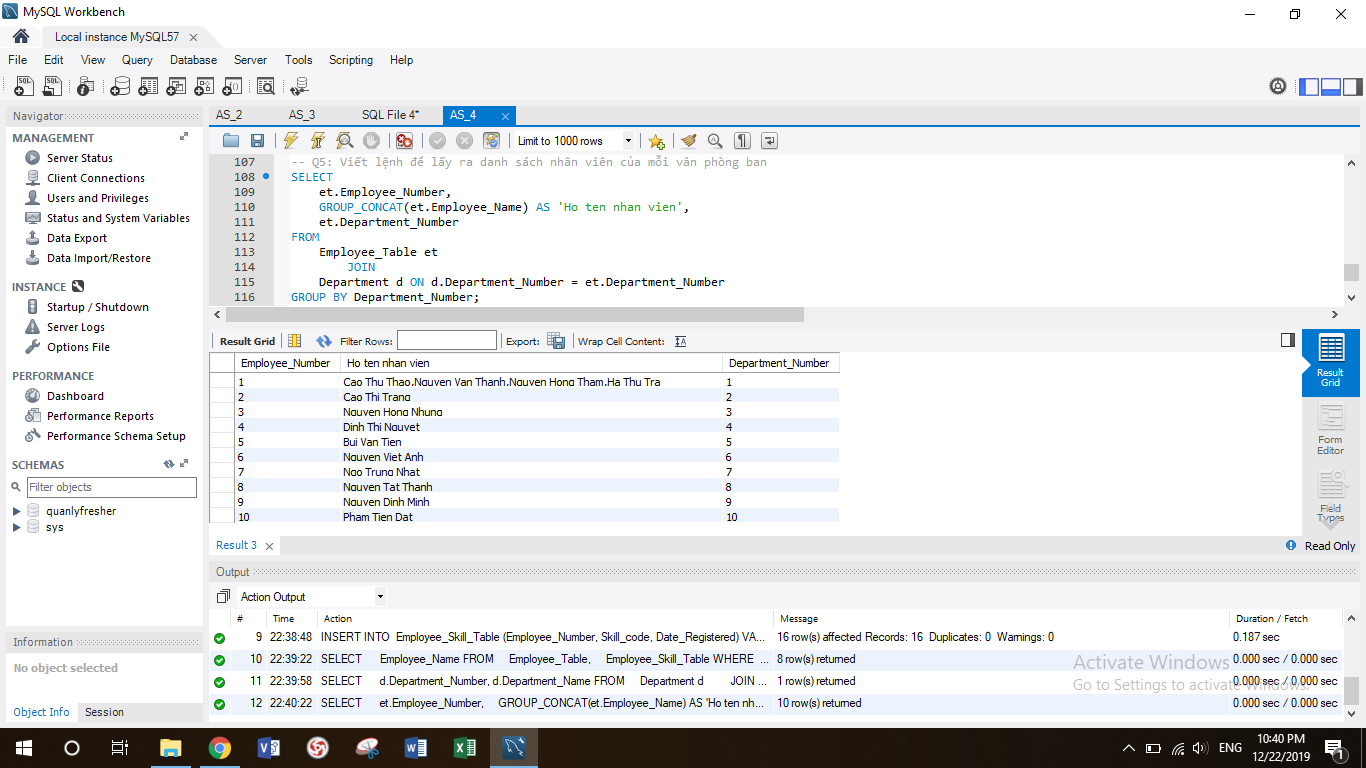 MySQL Workbench
Local instance MySQL57
File Edit View Query Database Server Tools Scripting Help
Navigator
MANAGEMENT
Server Status
Client Connections
Users and Privileges
Status and System Variables
Data Export
Data Import/Restore
INSTANCE
Startup / Shutdown
Server Logs
Options File
PERFORMANCE
Dashboard
Performance Reports
Performance Schema Setup
SCHEMAS
Filter objects
quanlyfresher
sys
Information
No object selected
Object Info Session
AS_2 AS_3 SQL File 4* AS_4
Limit to 1000 rows
107 -- Q5: Viết lệnh để lấy ra danh sách nhân viên của mỗi văn phòng ban
108 SELECT
109 et.Employee_Number,
110 GROUP_CONCAT(et.Employee_Name) AS 'Ho ten nhan vien',
111 et.Department_Number
112 FROM
113 Employee_Table et
114 JOIN
115 Department d ON d.Department_Number = et.Department_Number
116 GROUP BY Department_Number;
Result Grid Filter Rows: Export: Wrap Cell Content:
Employee_Number Ho ten nhan vien Department_Number
1 Cao Thu Thao,Nguyen Van Thanh,Nguyen Hong Tham,Ha Thu Tra 1
2 Cao Thi Trang 2
3 Nguyen Hong Nhung 3
4 Dinh Thi Nguyet 4
5 Bui Van Tien 5
6 Nguyen Viet Anh 6
7 Ngo Trung Nhat 7
8 Nguyen Tat Thanh 8
9 Nguyen Dinh Minh 9
10 Pham Tien Dat 10
Result Grid
Form Editor
Field Types
Result 3
Read Only
Output
Action Output
# Time Action Message Duration / Fetch
9 22:38:48 INSERT INTO Employee_Skill_Table (Employee_Number, Skill_code, Date_Registered) VA... 16 row(s) affected Records: 16 Duplicates: 0 Warnings: 0 0.187 sec
10 22:39:22 SELECT Employee_Name FROM Employee_Table, Employee_Skill_Table WHERE ... 8 row(s) returned 0.000 sec / 0.000 sec
11 22:39:58 SELECT d.Department_Number, d.Department_Name FROM Department d JOIN ... 1 row(s) returned 0.000 sec / 0.000 sec
12 22:40:22 SELECT et.Employee_Number, GROUP_CONCAT(et.Employee_Name) AS 'Ho ten nh... 10 row(s) returned 0.000 sec / 0.000 sec
Activate Windows
Go to Settings to activate Windows.
ENG
10:40 PM
12/22/2019
1